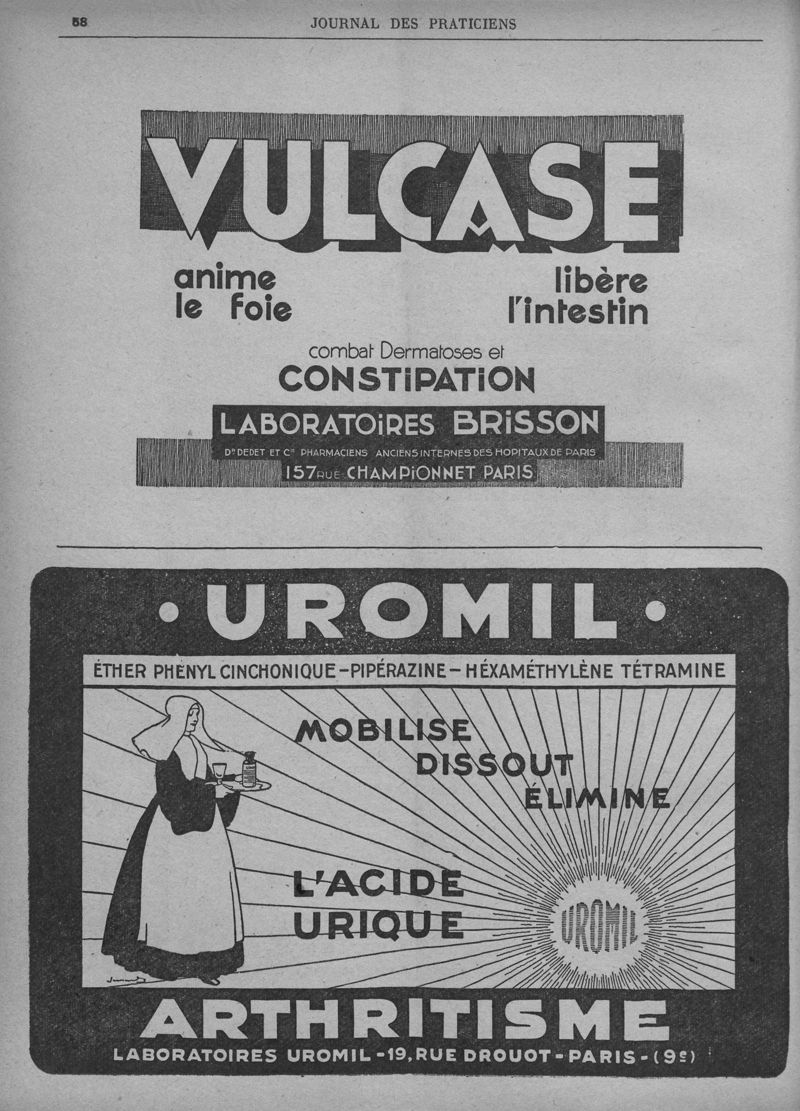 58
JOURNAL DES PRATICIENS
VULCASE
anime
le foie
libère
l'intestin
combat Dermatoses et
CONSTiPATiON
LABORATOiRES BRiSSON
Dʳ DEDET ET Cⁱᵉ PHARMACIENS ANCIENS INTERNES DES HOPITAUX DE PARIS
157 RUE CHAMPiONNET PARIS
• UROMIL •
ÉTHER PHÉNYL CINCHONIQUE – PIPÉRAZINE – HÉXAMÉTHYLÈNE TÉTRAMINE
MOBILISE
DISSOUT
ÉLIMINE
L'ACIDE
URIQUE
UROMIL
ARTHRITISME
LABORATOIRES UROMIL - 19, RUE DROUOT - PARIS - (9ᵉ)